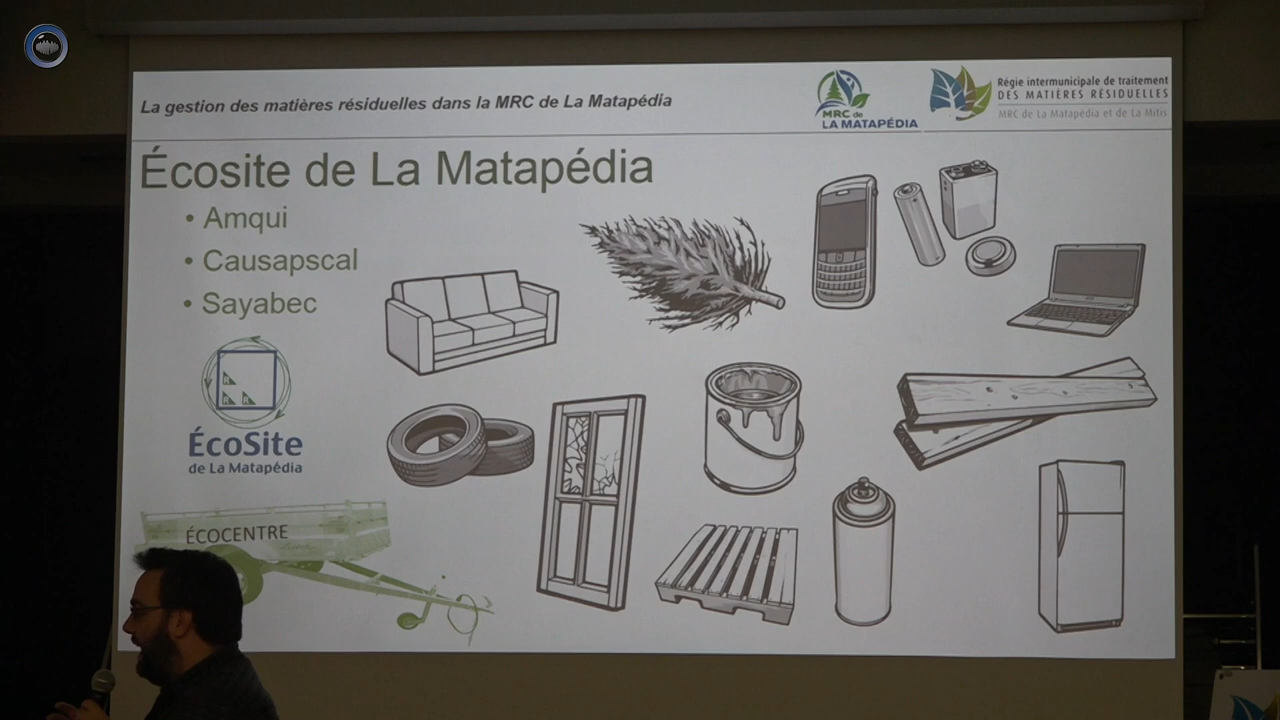 La gestion des matières résiduelles dans la MRC de La Matapédia
MRC de
LA MATAPÉDIA
Régie intermunicipale de traitement
DES MATIÈRES RÉSIDUELLES
MRC de La Matapédia et de La Mitis
Écosite de La Matapédia
• Amqui
• Causapscal
• Sayabec
ÉcoSite
de La Matapédia
ÉCOCENTRE